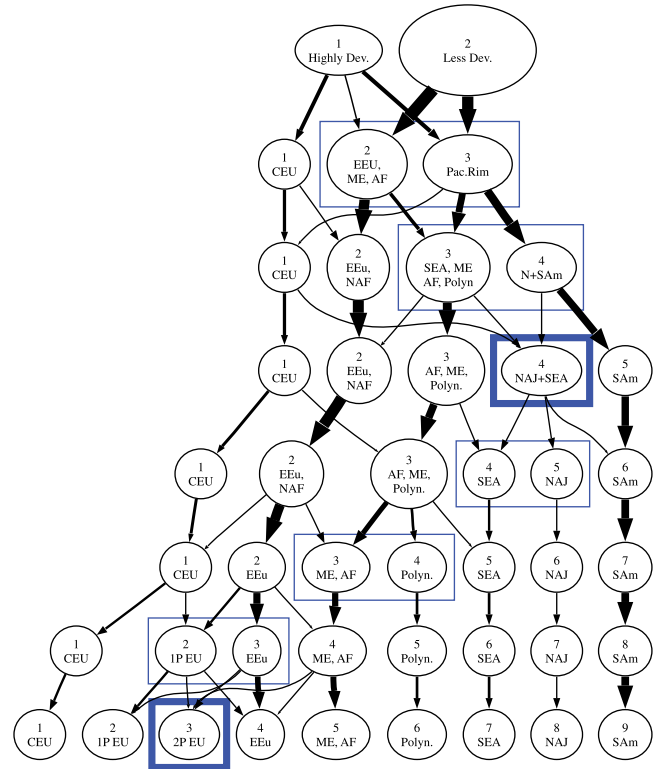 1
Highly Dev.
2
Less Dev.
1
CEU
2
EEU,
ME, AF
3
Pac.Rim
1
CEU
2
EEu,
NAF
3
SEA, ME
AF, Polyn
4
N+SAm
1
CEU
2
EEu,
NAF
3
AF, ME,
Polyn.
4
NAJ+SEA
5
SAm
1
CEU
2
EEu,
NAF
3
AF, ME,
Polyn.
4
SEA
5
NAJ
6
SAm
1
CEU
2
EEu
3
ME, AF
4
Polyn.
5
SEA
6
NAJ
7
SAm
1
CEU
2
1P EU
3
EEu
4
ME, AF
5
Polyn.
6
SEA
7
NAJ
8
SAm
1
CEU
2
1P EU
3
2P EU
4
EEu
5
ME, AF
6
Polyn.
7
SEA
8
NAJ
9
SAm